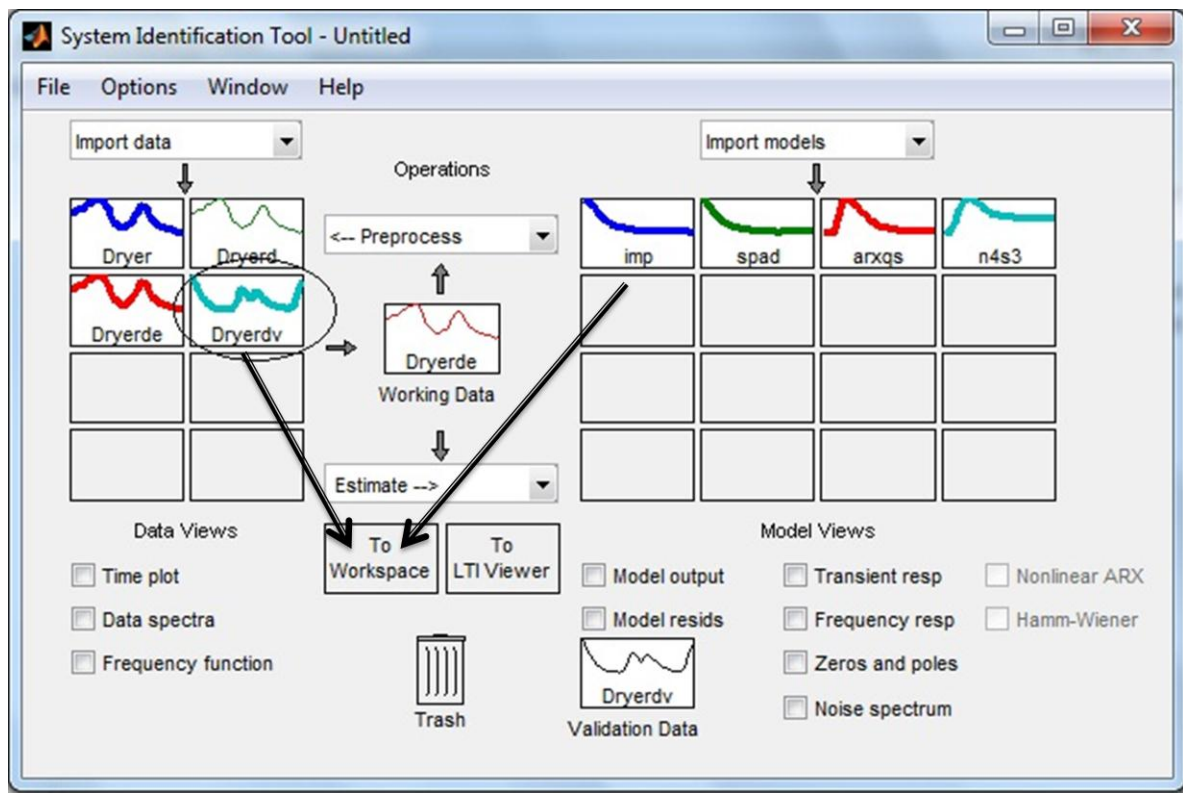 System Identification Tool - Untitled
File Options Window Help
Import data
Operations
Import models
<-- Preprocess
Dryer
Dryerd
Dryerde
Dryerdv
imp
spad
arxqs
n4s3
Dryerde
Working Data
Estimate -->
Data Views
To
Workspace
To
LTI Viewer
Model Views
Time plot
Data spectra
Frequency function
Model output
Model resids
Transient resp
Frequency resp
Zeros and poles
Noise spectrum
Nonlinear ARX
Hamm-Wiener
Trash
Dryerdv
Validation Data